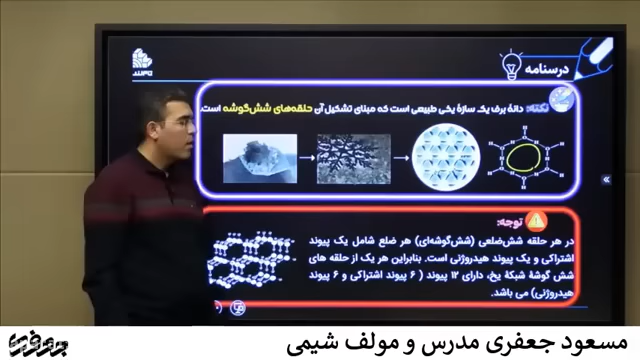 درسنامه
نکته: دانهٔ برف یک سازهٔ یخی طبیعی است که مبنای تشکیل آن حلقه‌های شش‌گوشه است.
توجه:
در هر حلقه شش‌ضلعی (شش‌گوشه‌ای) هر ضلع شامل یک پیوند
اشتراکی و یک پیوند هیدروژنی است. بنابراین هر یک از حلقه های
شش گوشهٔ شبکهٔ یخ، دارای ۱۲ پیوند ( ۶ پیوند اشتراکی و ۶ پیوند
هیدروژنی) می باشد.
مسعود جعفری مدرس و مولف شیمی